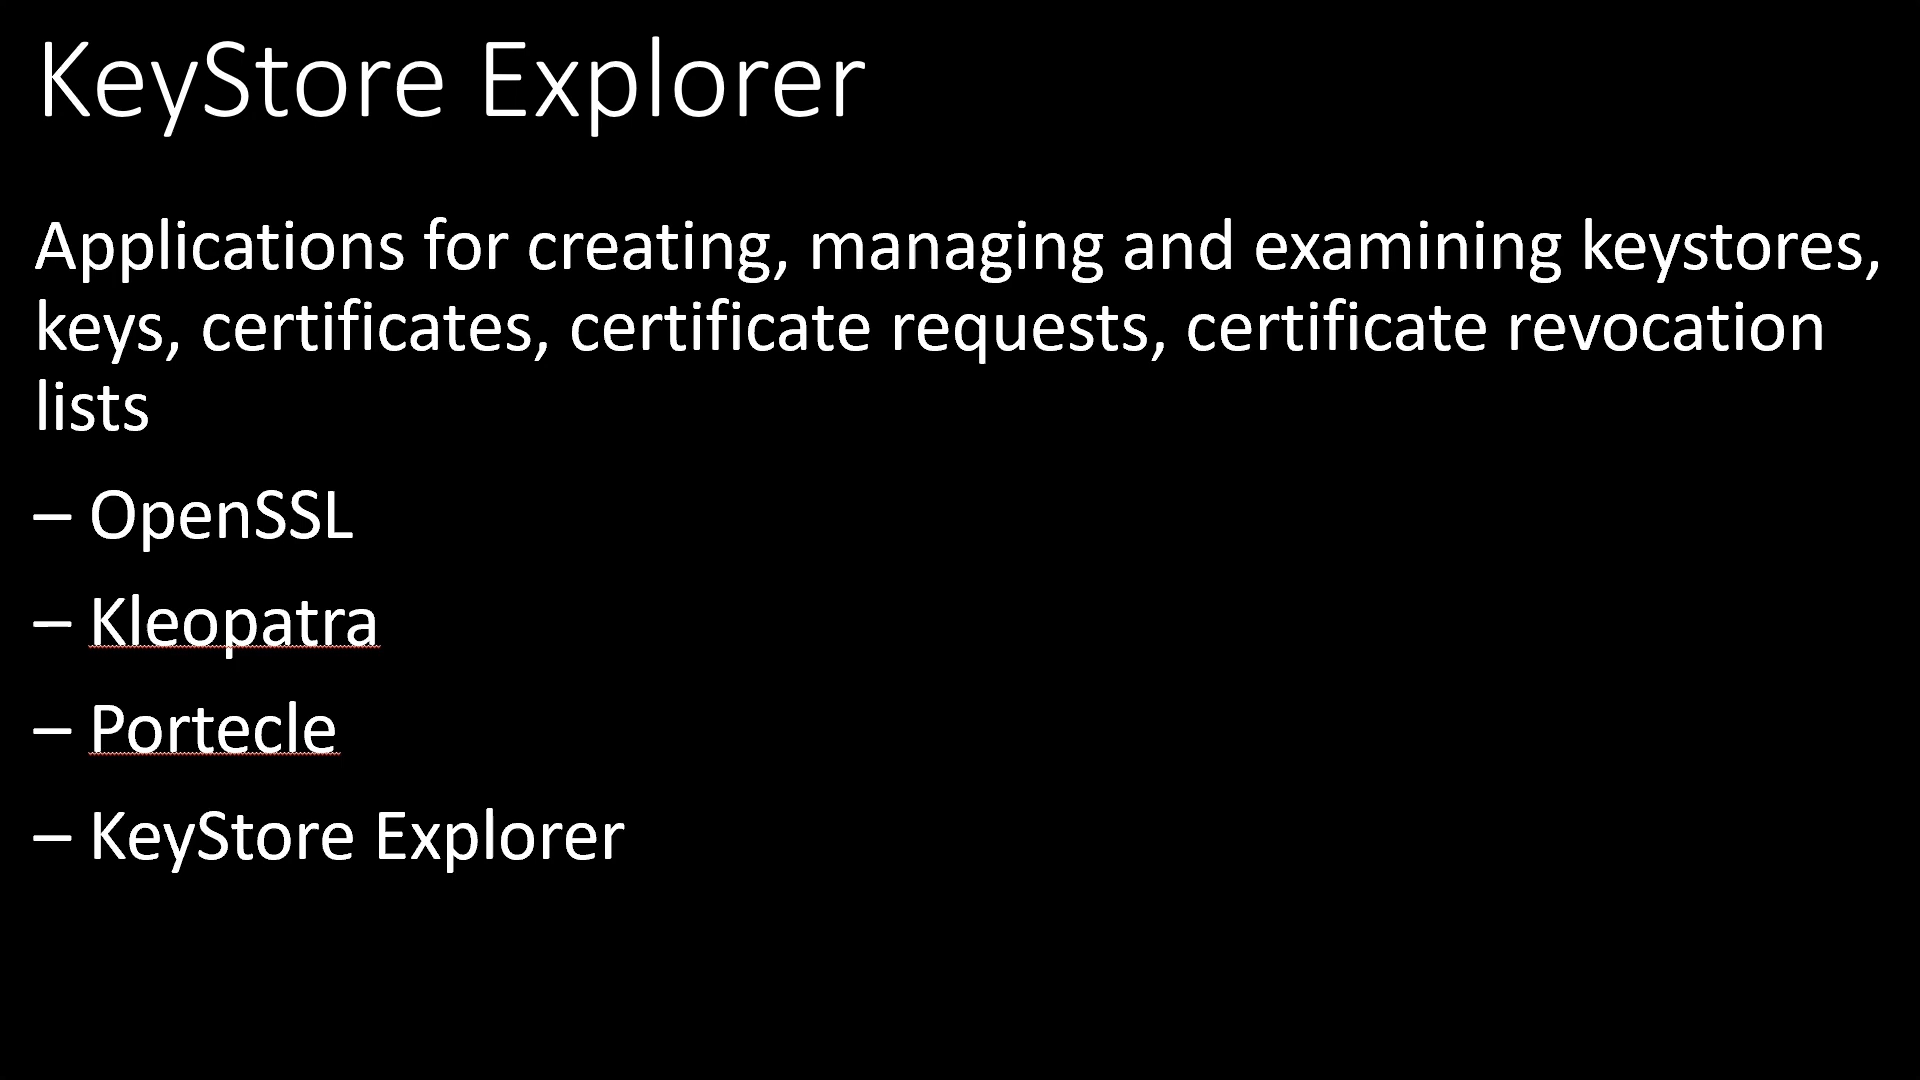 KeyStore Explorer
Applications for creating, managing and examining keystores,
keys, certificates, certificate requests, certificate revocation
lists
– OpenSSL
– Kleopatra
– Portecle
– KeyStore Explorer